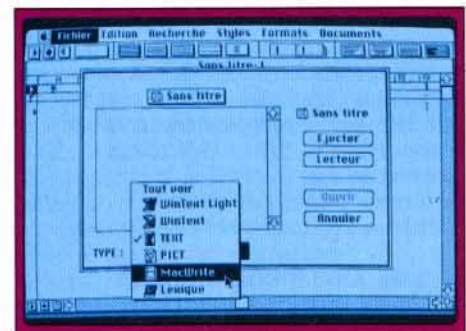 Fichier Edition Recherche Styles Formats Documents
Sans titre-1
Sans titre
Sans titre
Ejecter
Lecteur
Ouvrir
Annuler
Tout voir
WinText Light
WinText
✓ TEXT
TYPE :
PICT
MacWrite
Lexique